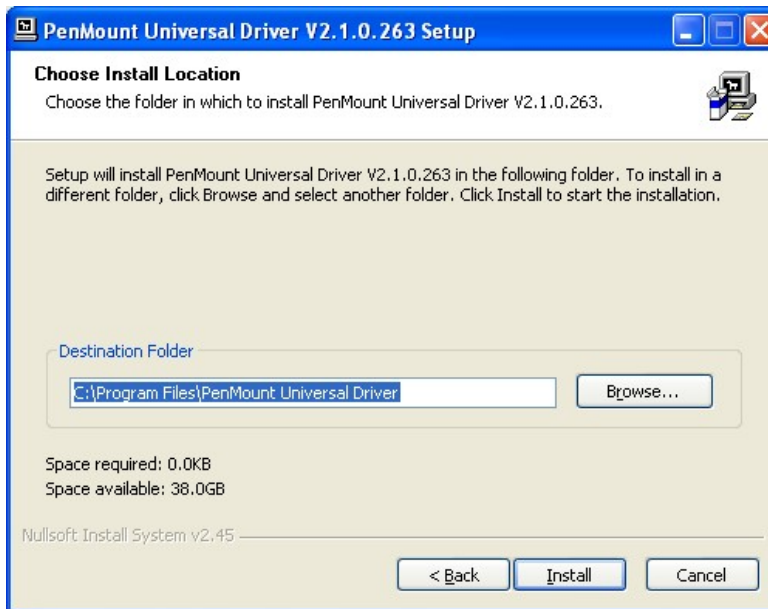 PenMount Universal Driver V2.1.0.263 Setup
Choose Install Location
Choose the folder in which to install PenMount Universal Driver V2.1.0.263.
Setup will install PenMount Universal Driver V2.1.0.263 in the following folder. To install in a
different folder, click Browse and select another folder. Click Install to start the installation.
Destination Folder
C:\Program Files\PenMount Universal Driver
Browse...
Space required: 0.0KB
Space available: 38.0GB
Nullsoft Install System v2.45
< Back
Install
Cancel